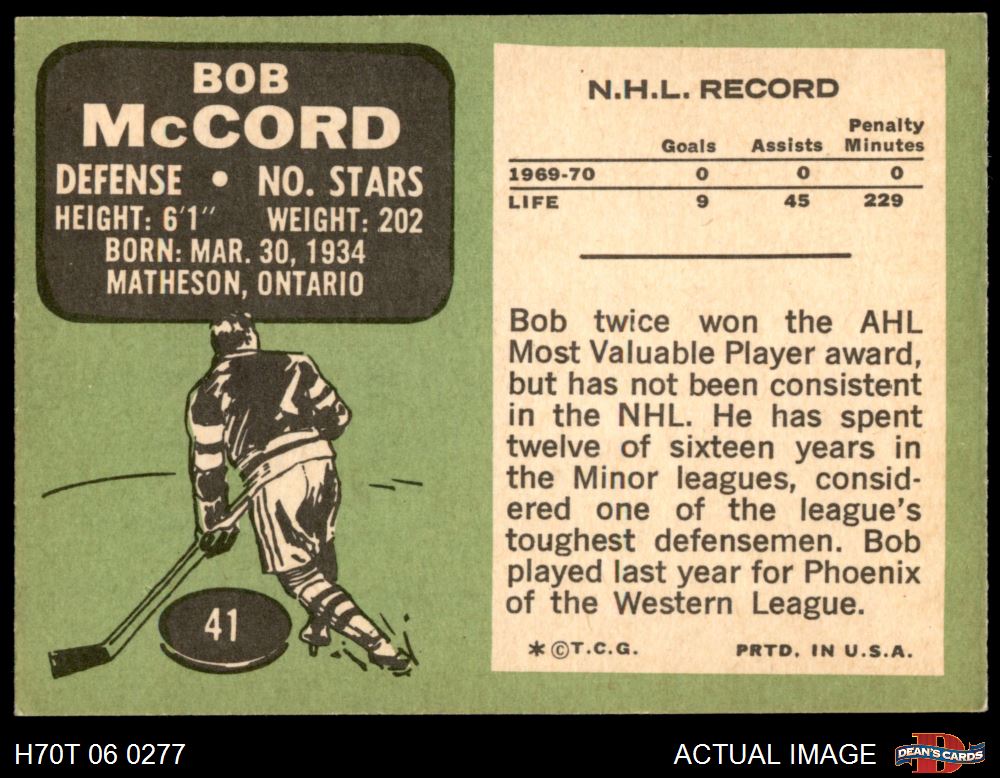 BOB
McCORD
DEFENSE • NO. STARS
HEIGHT: 6'1" WEIGHT: 202
BORN: MAR. 30, 1934
MATHESON, ONTARIO
41
N.H.L. RECORD
Goals Assists Penalty Minutes
1969-70 0 0 0
LIFE 9 45 229
Bob twice won the AHL
Most Valuable Player award,
but has not been consistent
in the NHL. He has spent
twelve of sixteen years in
the Minor leagues, consid-
ered one of the league's
toughest defensemen. Bob
played last year for Phoenix
of the Western League.
*©T.C.G. PRTD. IN U.S.A.
H70T 06 0277
ACTUAL IMAGE
DEAN'S CARDS